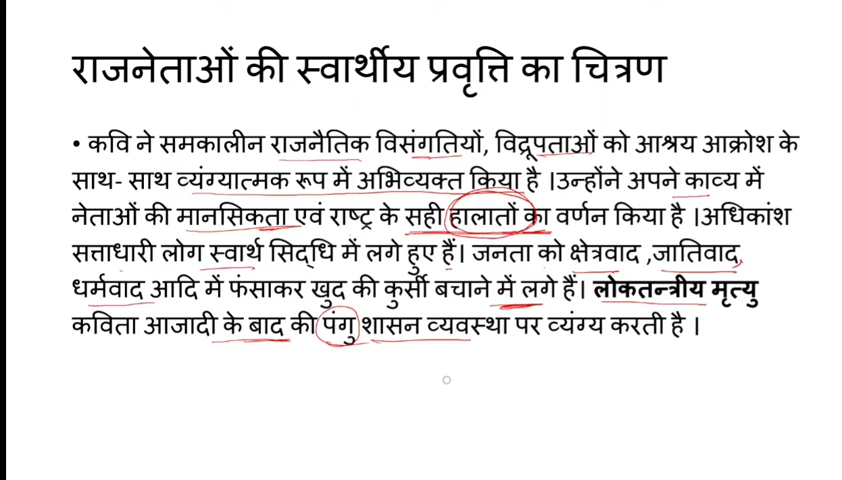 राजनेताओं की स्वार्थीय प्रवृत्ति का चित्रण
• कवि ने समकालीन राजनैतिक विसंगतियों, विद्रूपताओं को आश्रय आक्रोश के
साथ- साथ व्यंग्यात्मक रूप में अभिव्यक्त किया है ।उन्होंने अपने काव्य में
नेताओं की मानसिकता एवं राष्ट्र के सही हालातों का वर्णन किया है ।अधिकांश
सत्ताधारी लोग स्वार्थ सिद्धि में लगे हुए हैं। जनता को क्षेत्रवाद ,जातिवाद,
धर्मवाद आदि में फंसाकर खुद की कुर्सी बचाने में लगे हैं। लोकतन्त्रीय मृत्यु
कविता आजादी के बाद की पंगु शासन व्यवस्था पर व्यंग्य करती है ।